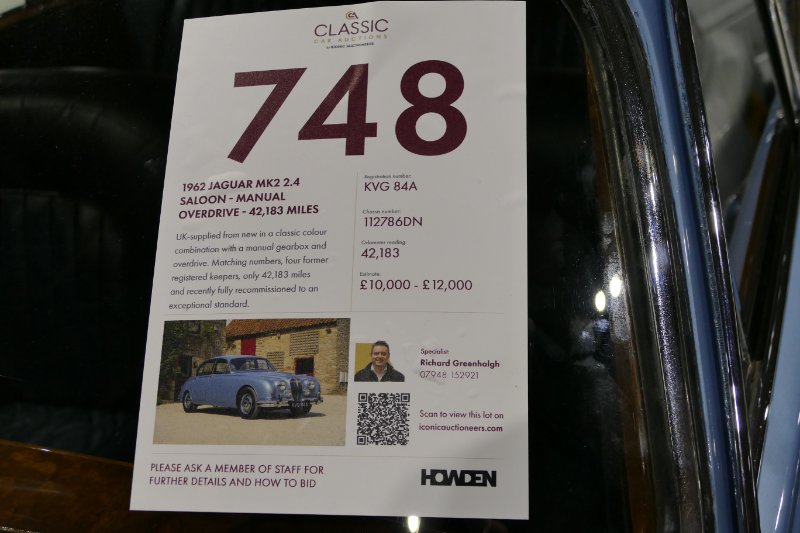 CA
CLASSIC
CAR AUCTIONS
BY ICONIC AUCTIONEERS
748
1962 JAGUAR MK2 2.4
SALOON - MANUAL
OVERDRIVE - 42,183 MILES
UK-supplied from new in a classic colour
combination with a manual gearbox and
overdrive. Matching numbers, four former
registered keepers, only 42,183 miles
and recently fully recommissioned to an
exceptional standard.
Registration number:
KVG 84A
Chassis number:
112786DN
Odometer reading:
42,183
Estimate:
£10,000 - £12,000
Specialist
Richard Greenhalgh
07948 152921
Scan to view this lot on
iconicauctioneers.com
PLEASE ASK A MEMBER OF STAFF FOR
FURTHER DETAILS AND HOW TO BID
HOWDEN